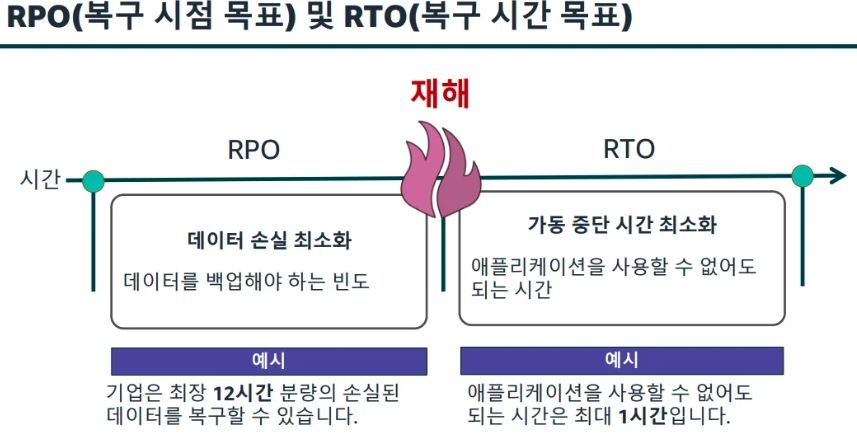 RPO(복구 시점 목표) 및 RTO(복구 시간 목표)
재해
RPO
RTO
시간
데이터 손실 최소화
데이터를 백업해야 하는 빈도
가동 중단 시간 최소화
애플리케이션을 사용할 수 없어도
되는 시간
예시
기업은 최장 12시간 분량의 손실된
데이터를 복구할 수 있습니다.
예시
애플리케이션을 사용할 수 없어도
되는 시간은 최대 1시간입니다.